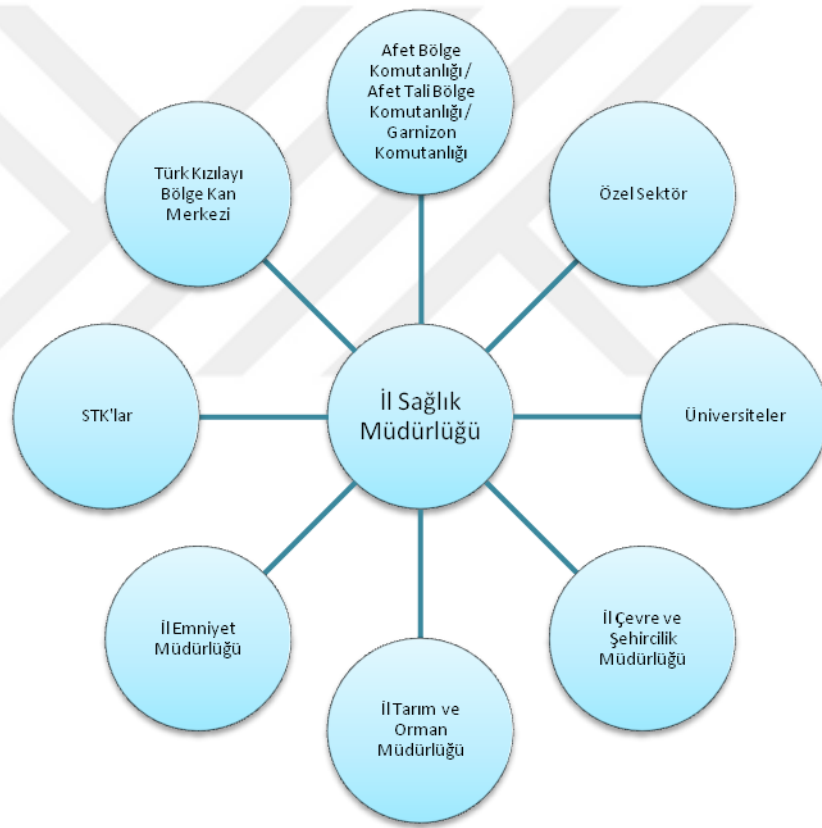 Afet Bölge
Komutanlığı /
Afet Tali Bölge
Komutanlığı /
Garnizon
Komutanlığı
Türk Kızılayı
Bölge Kan
Merkezi
Özel Sektör
STK'lar
İl Sağlık
Müdürlüğü
Üniversiteler
İl Emniyet
Müdürlüğü
İl Çevre ve
Şehircilik
Müdürlüğü
İl Tarım ve
Orman
Müdürlüğü